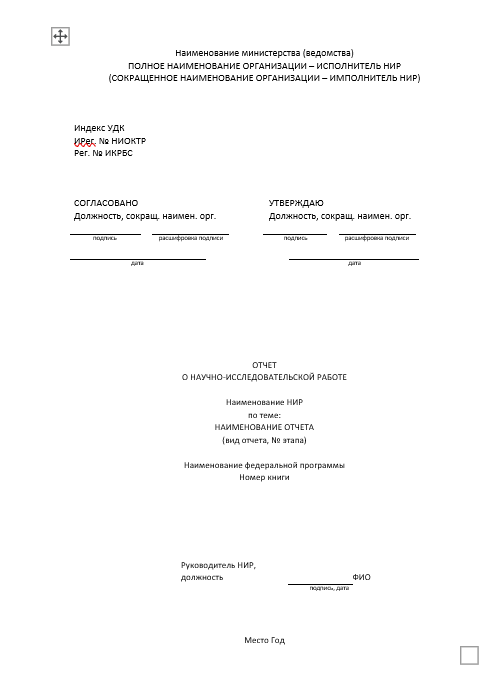 Наименование министерства (ведомства)
ПОЛНОЕ НАИМЕНОВАНИЕ ОРГАНИЗАЦИИ – ИСПОЛНИТЕЛЬ НИР
(СОКРАЩЕННОЕ НАИМЕНОВАНИЕ ОРГАНИЗАЦИИ – ИМПОЛНИТЕЛЬ НИР)
Индекс УДК
ИРег. № НИОКТР
Рег. № ИКРБС
СОГЛАСОВАНО УТВЕРЖДАЮ
Должность, сокращ. наимен. орг. Должность, сокращ. наимен. орг.
подпись расшифровка подписи подпись расшифровка подписи
дата дата
ОТЧЕТ
О НАУЧНО-ИССЛЕДОВАТЕЛЬСКОЙ РАБОТЕ
Наименование НИР
по теме:
НАИМЕНОВАНИЕ ОТЧЕТА
(вид отчета, № этапа)
Наименование федеральной программы
Номер книги
Руководитель НИР,
должность ФИО
подпись, дата
Место Год